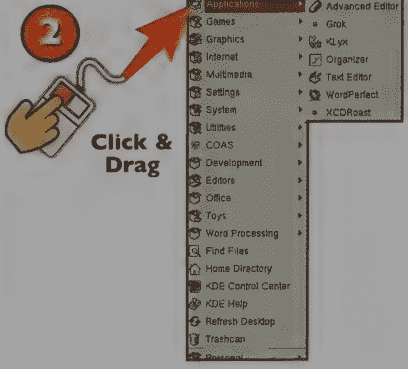 2
Click &
Drag
Applications
Games
Graphics
Internet
Multimedia
Settings
System
Utilities
COAS
Development
Editors
Office
Toys
Word Processing
Find Files
Home Directory
KDE Control Center
KDE Help
Refresh Desktop
Trashcan
Personal
Advanced Editor
Grok
KLyx
Organizer
Text Editor
WordPerfect
XCDRoast